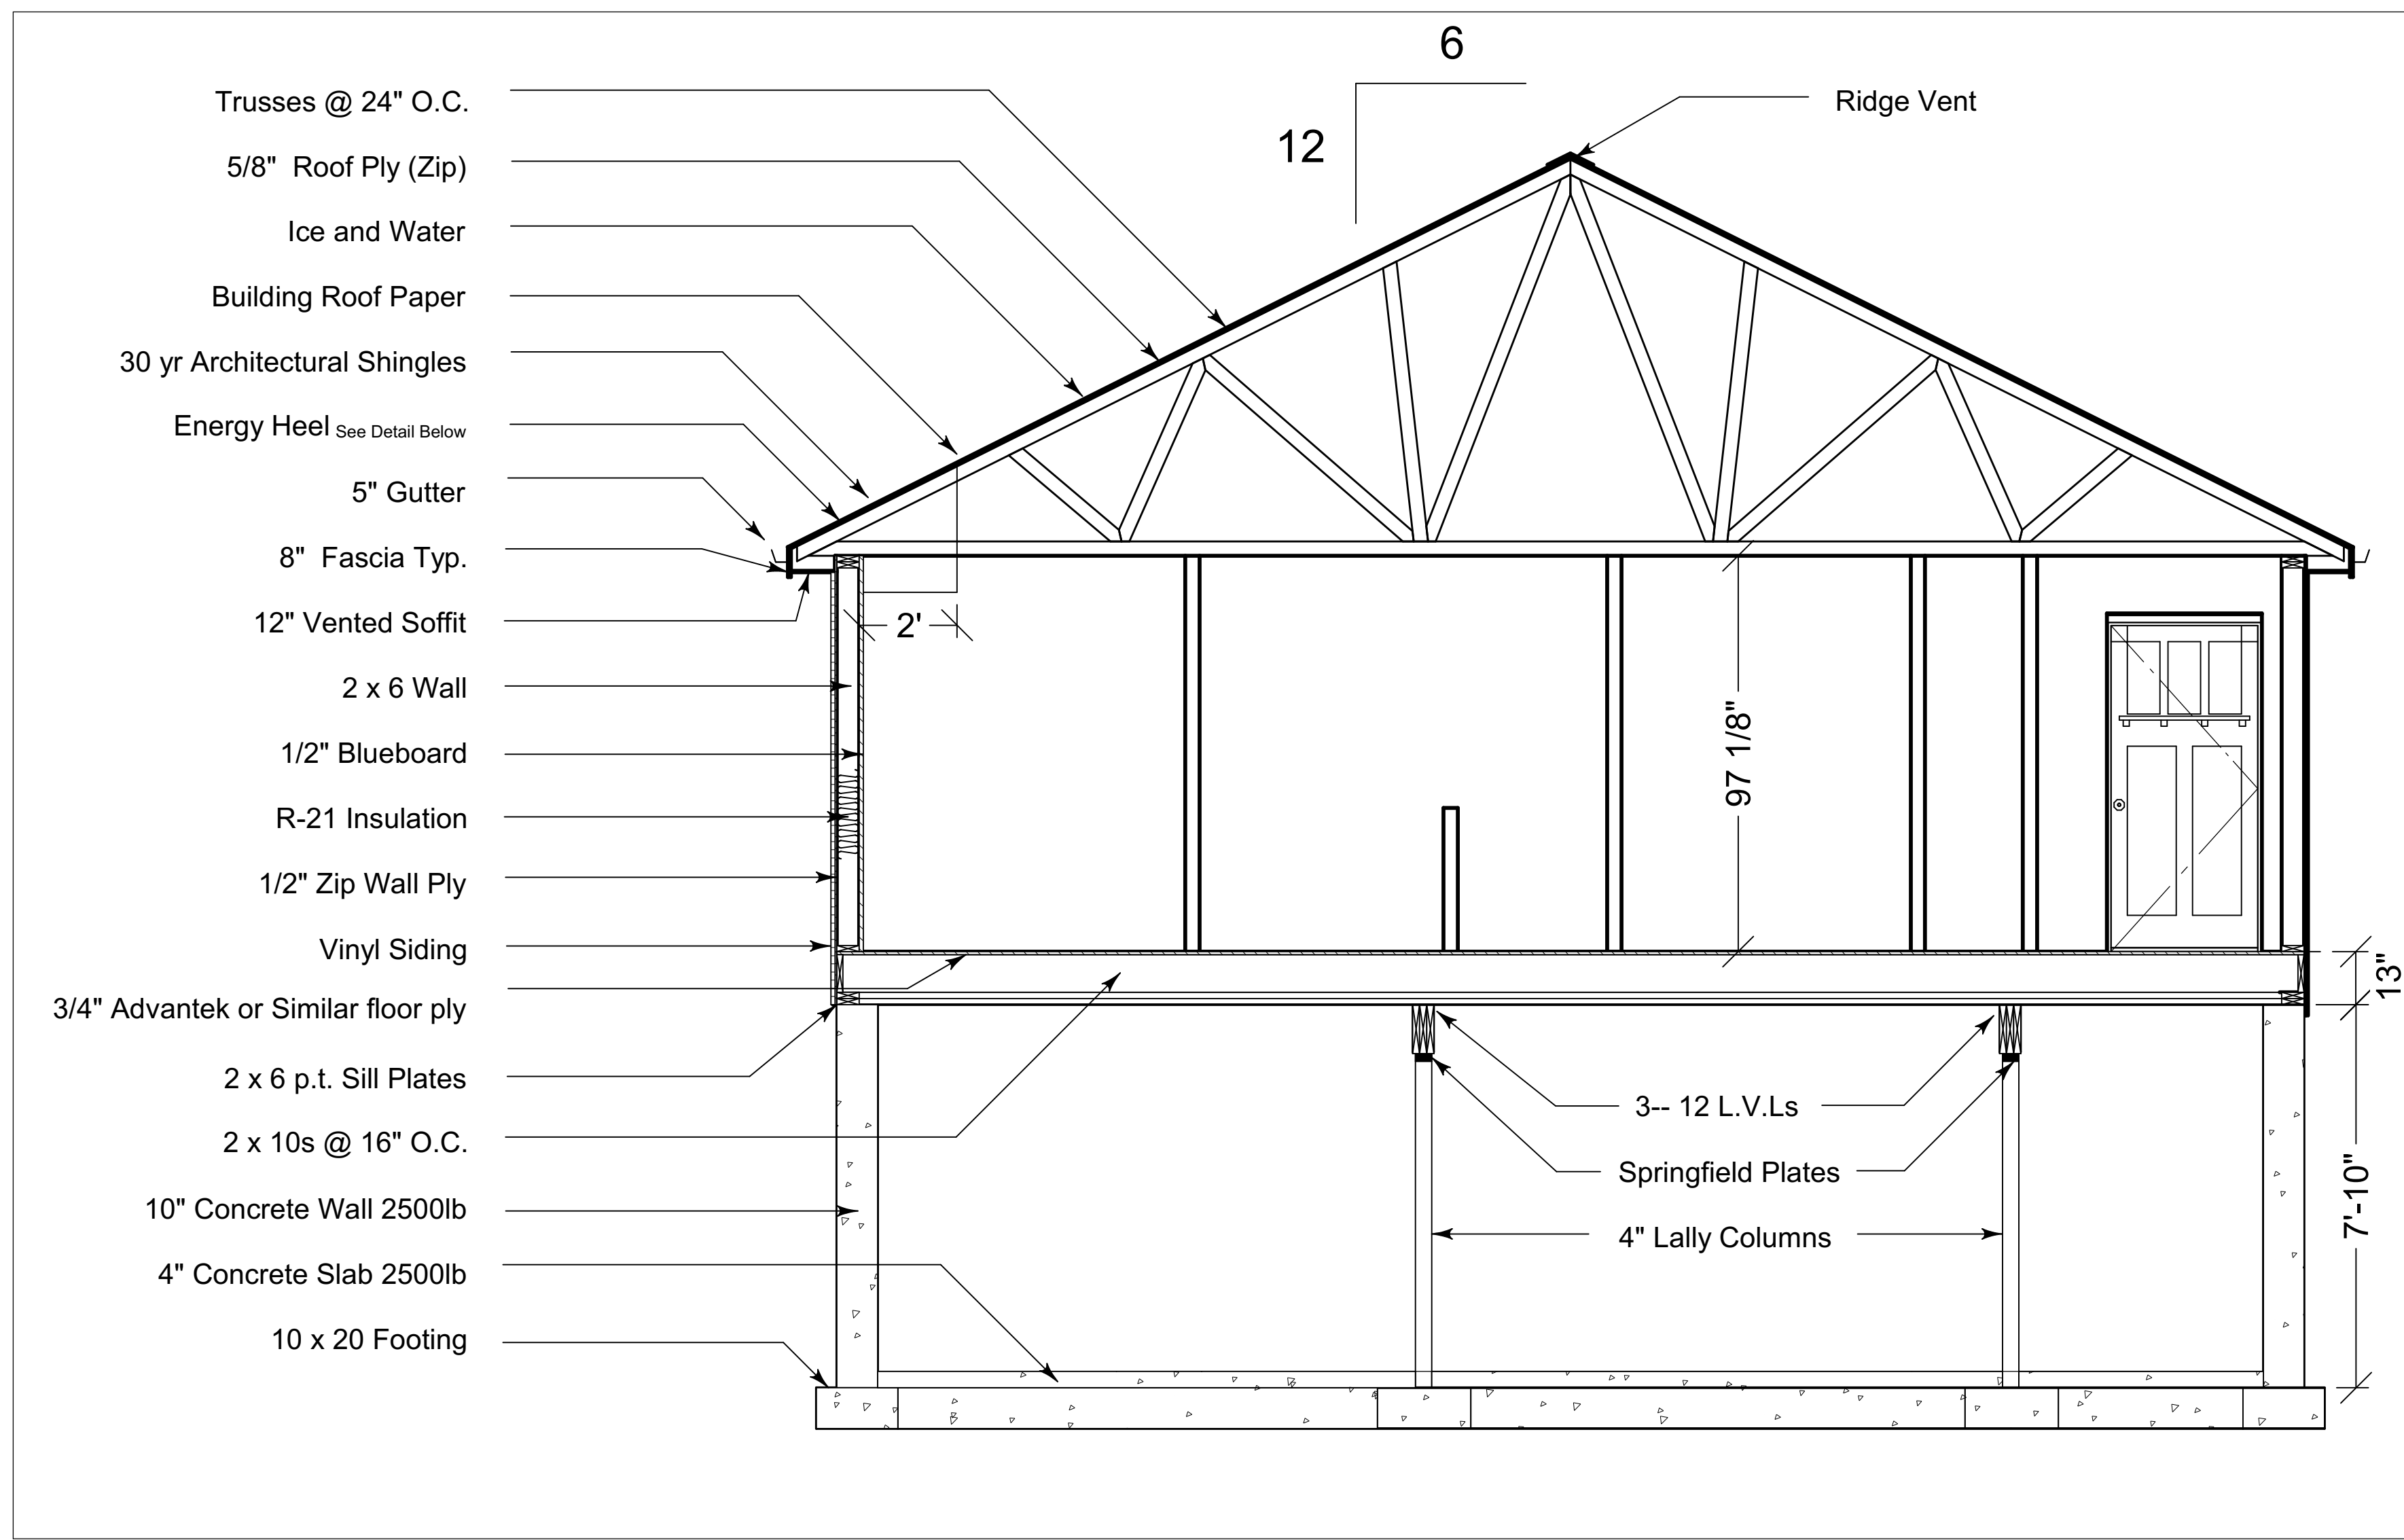 6
12
Ridge Vent
Trusses @ 24" O.C.
5/8"  Roof Ply (Zip)
Ice and Water
Building Roof Paper
30 yr Architectural Shingles
Energy Heel See Detail Below
5" Gutter
8"  Fascia Typ.
12" Vented Soffit
2 x 6 Wall
1/2" Blueboard
R-21 Insulation
1/2" Zip Wall Ply
Vinyl Siding
3/4" Advantek or Similar floor ply
2 x 6 p.t. Sill Plates
2 x 10s @ 16" O.C.
10" Concrete Wall 2500lb
4" Concrete Slab 2500lb
10 x 20 Footing
2'
97 1/8"
13"
3-- 12 L.V.Ls
Springfield Plates
4" Lally Columns
7'-10"